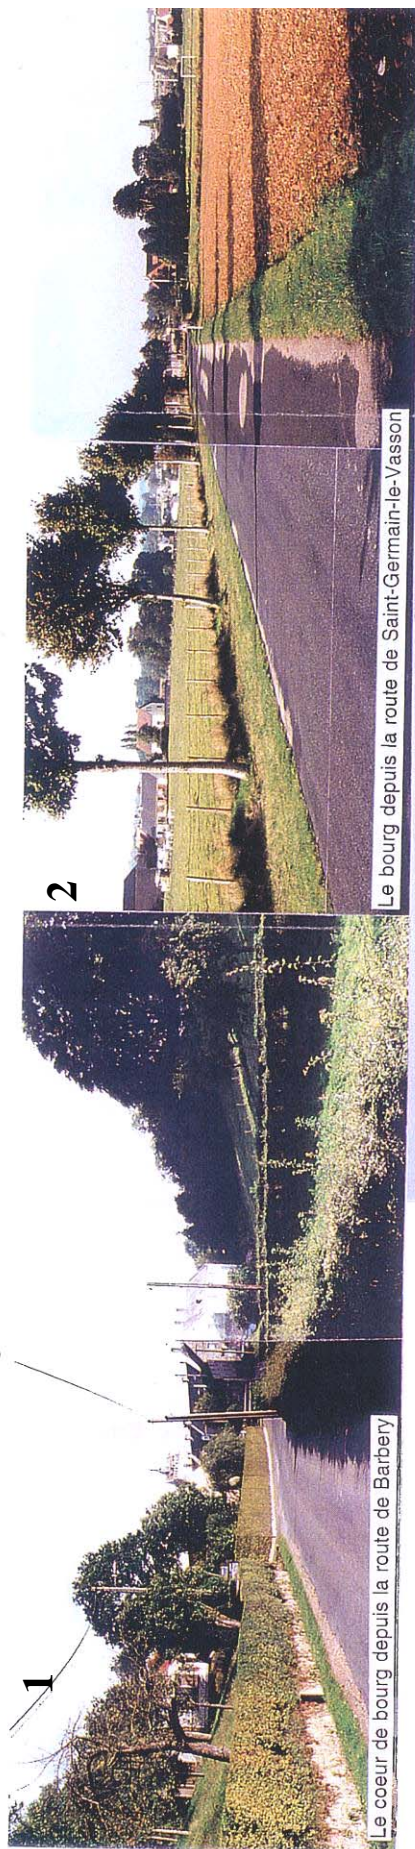 1
Le coeur de bourg depuis la route de Barbery
2
Le bourg depuis la route de Saint-Germain-le-Vasson